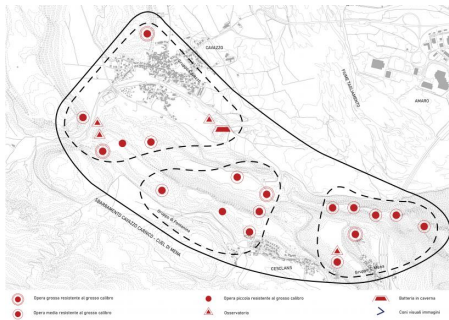 CAVAZZO
FIUME TAGLIAMENTO
AMARO
SBARRAMENTO CAVAZZO CARNICO - CUEL DI MENA
CESCLANS
Opera grossa resistente al grosso calibro
Opera piccola resistente al grosso calibro
Batteria in caverna
Opera media resistente al grosso calibro
Osservatorio
Coni visuali immagini